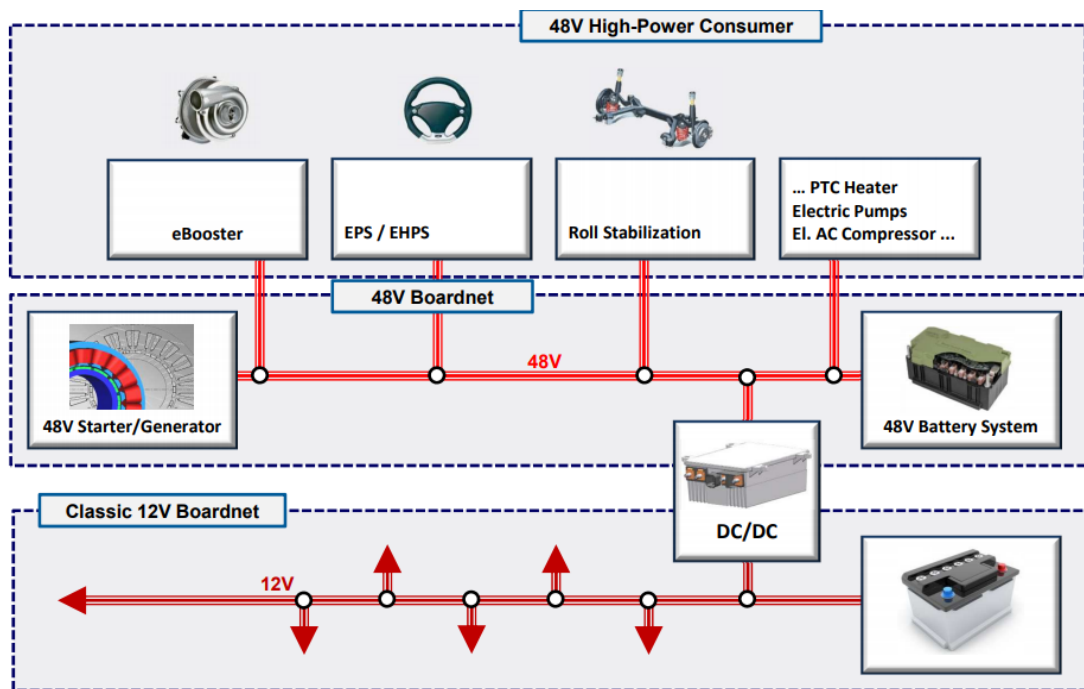 48V High-Power Consumer
eBooster
EPS / EHPS
Roll Stabilization
... PTC Heater
Electric Pumps
El. AC Compressor ...
48V Boardnet
48V
48V Starter/Generator
48V Battery System
DC/DC
Classic 12V Boardnet
12V